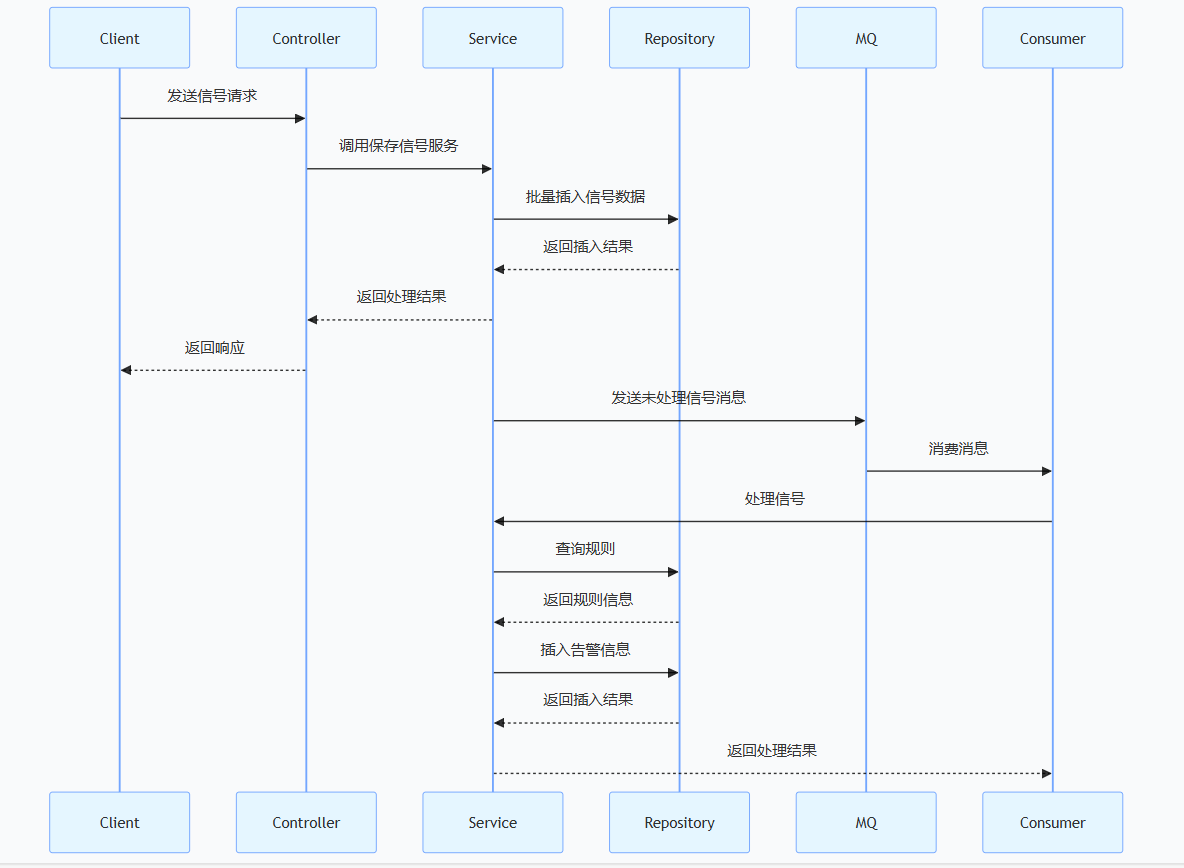 Client
Controller
Service
Repository
MQ
Consumer
发送信号请求
调用保存信号服务
批量插入信号数据
返回插入结果
返回处理结果
返回响应
发送未处理信号消息
消费消息
处理信号
查询规则
返回规则信息
插入告警信息
返回插入结果
返回处理结果
Client
Controller
Service
Repository
MQ
Consumer